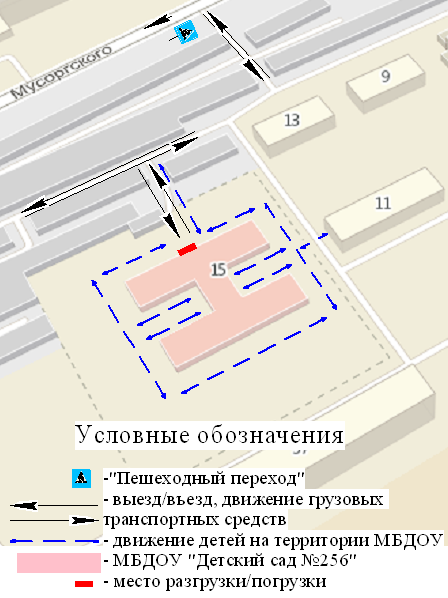 Мусоргского
9
13
11
15
Условные обозначения
-"Пешеходный переход"
- выезд/вьезд, движение грузовых
транспортных средств
- движение детей на территории МБДОУ
- МБДОУ "Детский сад №256"
- место разгрузки/погрузки